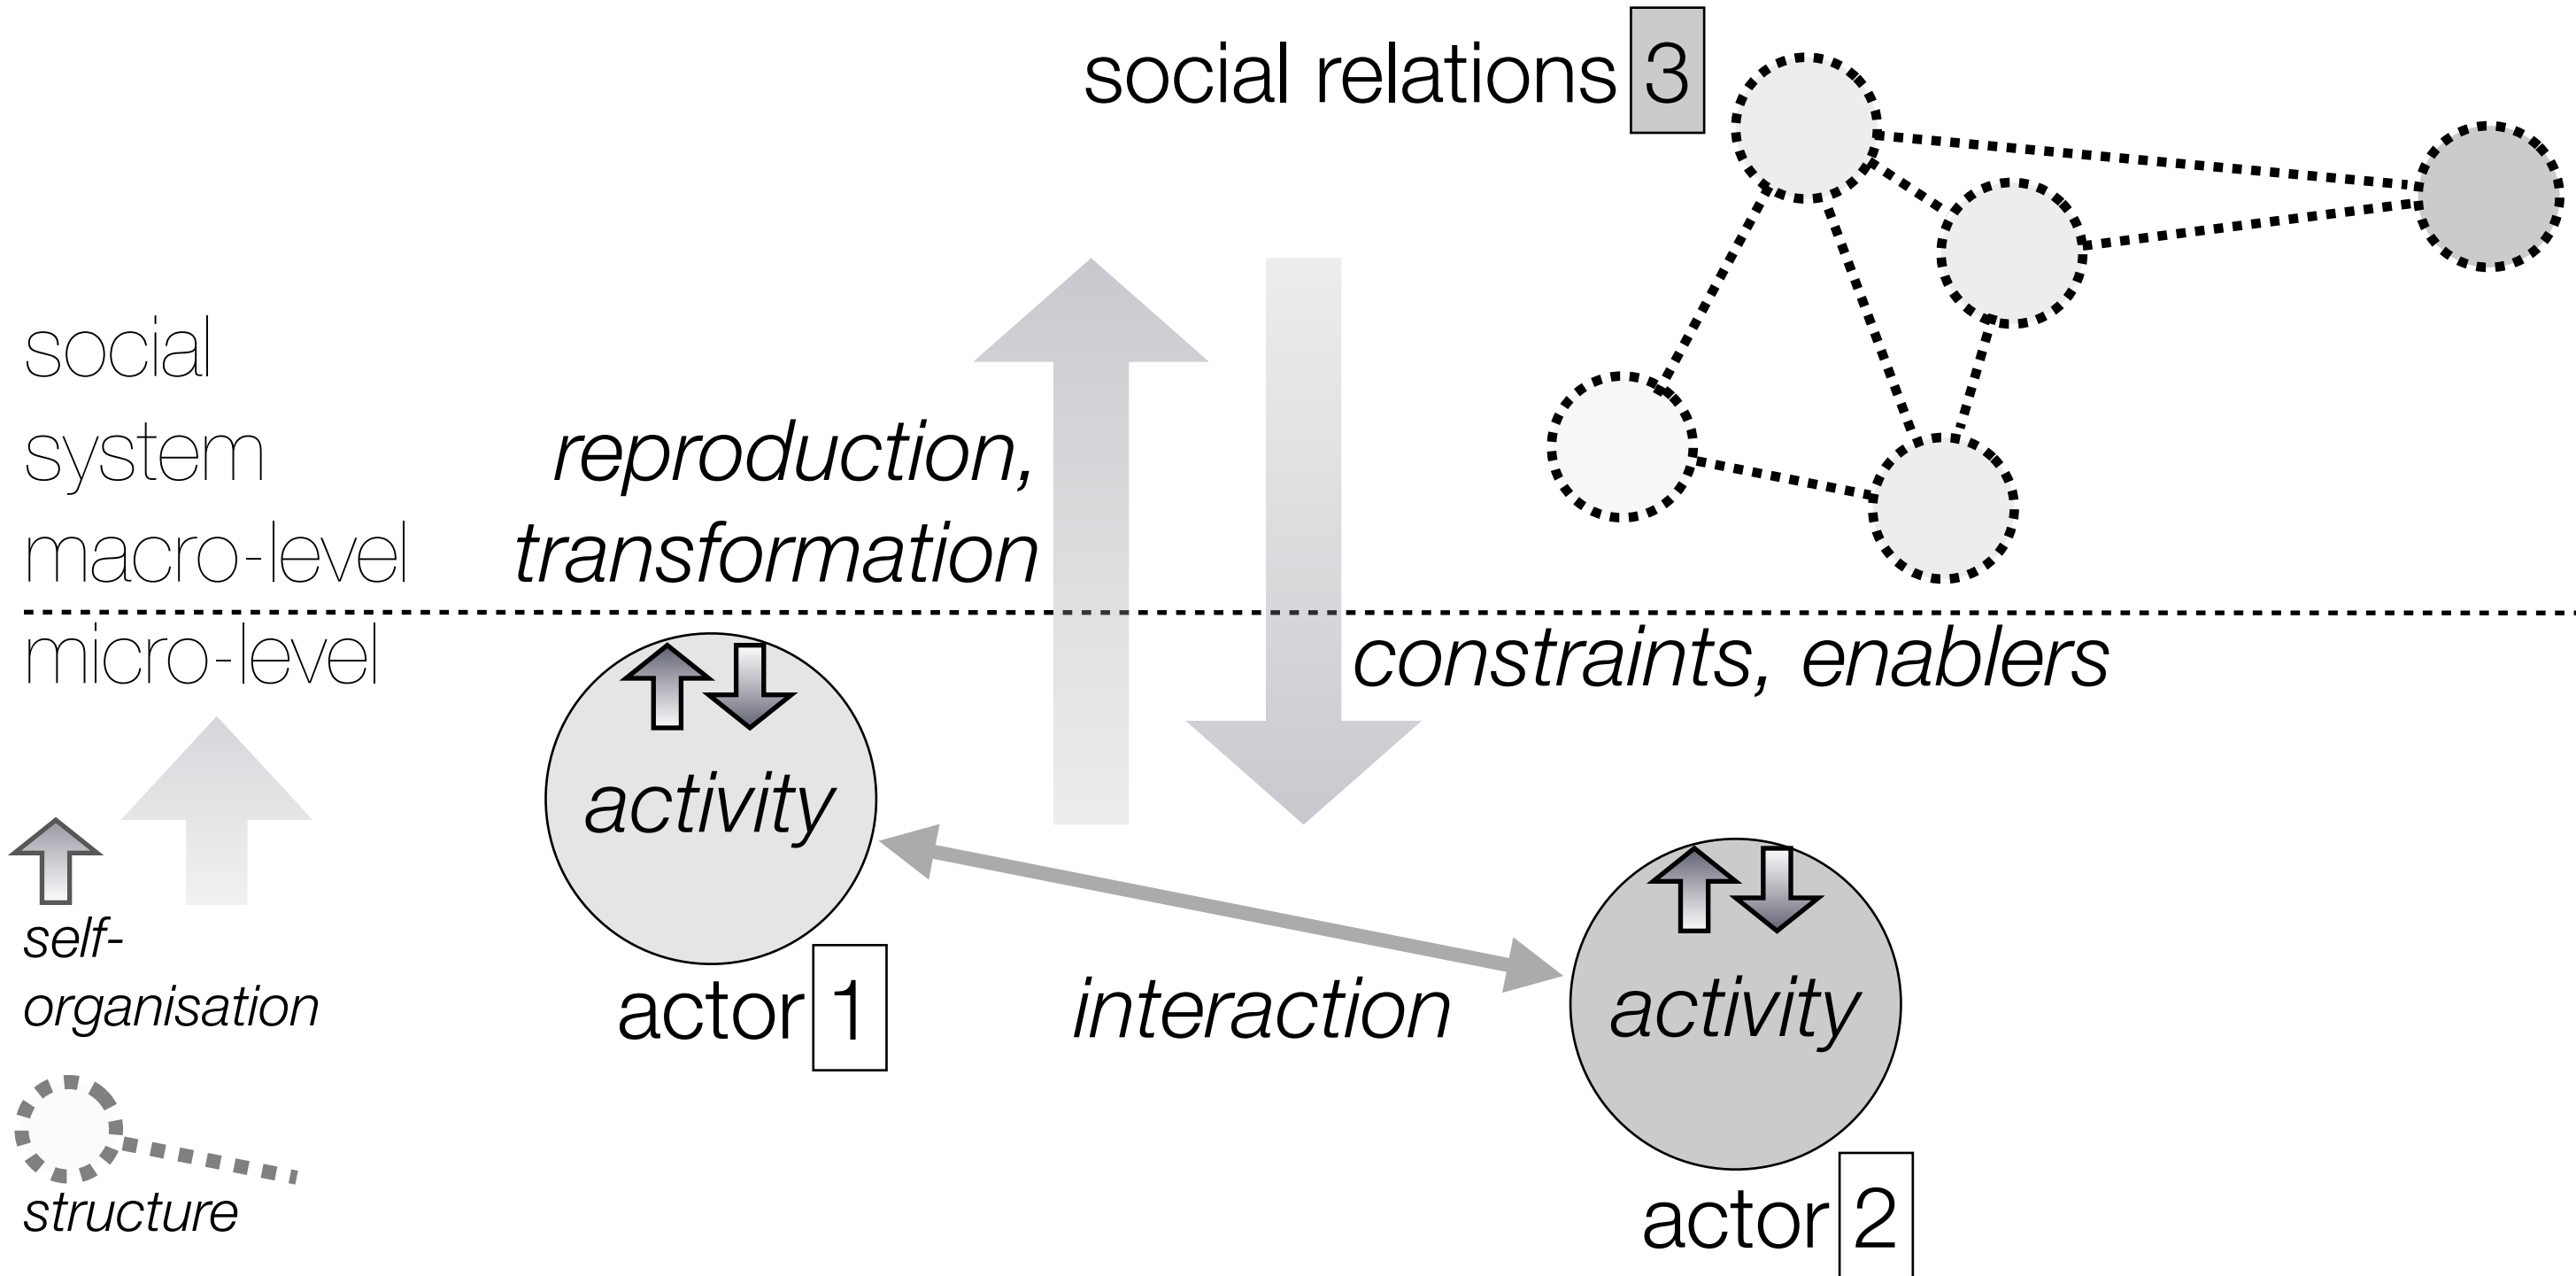 social relations 3
social
system
macro-level
reproduction,
transformation
micro-level
constraints, enablers
activity
actor 1
interaction
activity
actor 2
self-
organisation
structure